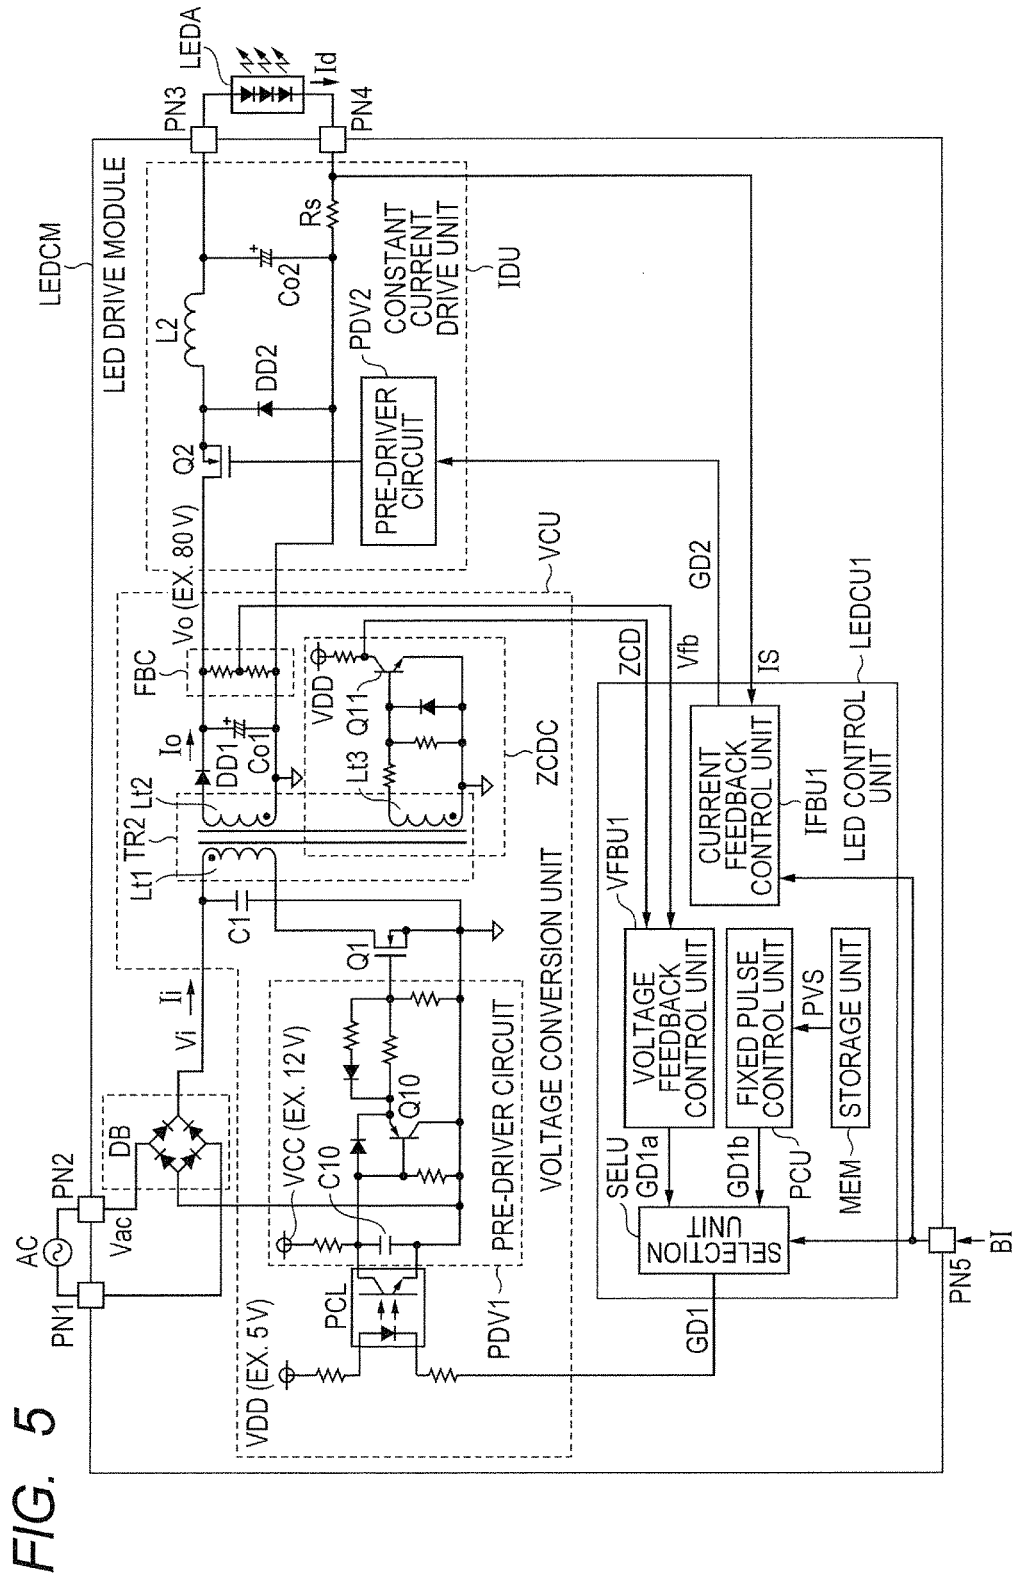 FIG. 5
LEDCM
LED DRIVE MODULE
AC
PN1
PN2
Vac
DB
Vi
Ii
C1
Lt1
TR2
Lt2
DD1
Io
Co1
FBC
Vo (EX. 80 V)
Q2
L2
DD2
Co2
Rs
PN3
PN4
LEDA
Id
PDV2
PRE-DRIVER
CIRCUIT
CONSTANT
CURRENT
DRIVE UNIT
IDU
VDD (EX. 5 V)
PCL
VCC (EX. 12 V)
C10
Q10
Q1
PDV1
PRE-DRIVER CIRCUIT
VOLTAGE CONVERSION UNIT
VDD
Q11
Lt3
ZCDC
VCU
ZCD
Vfb
GD2
IS
GD1
SELU
SELECTION
UNIT
GD1a
GD1b
VFBU1
VOLTAGE
FEEDBACK
CONTROL UNIT
FIXED PULSE
CONTROL UNIT
PCU
PVS
STORAGE UNIT
MEM
CURRENT
FEEDBACK
CONTROL UNIT
IFBU1
LED CONTROL
UNIT
LEDCU1
PN5
BI